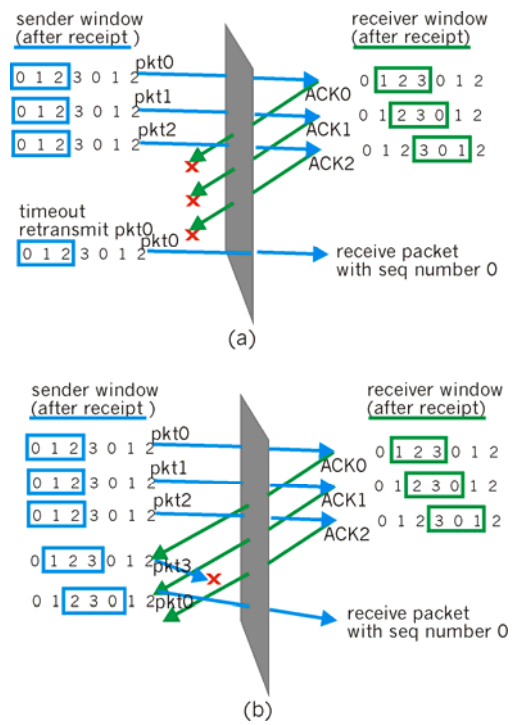 sender window
(after receipt )
receiver window
(after receipt)
0 1 2 3 0 1 2
pkt0
0 1 2 3 0 1 2
ACK0
0 1 2 3 0 1 2
pkt1
0 1 2 3 0 1 2
ACK1
0 1 2 3 0 1 2
pkt2
0 1 2 3 0 1 2
ACK2
timeout
retransmit pkt0
0 1 2 3 0 1 2
pkt0
receive packet
with seq number 0
(a)
sender window
(after receipt )
receiver window
(after receipt)
0 1 2 3 0 1 2
pkt0
0 1 2 3 0 1 2
ACK0
0 1 2 3 0 1 2
pkt1
0 1 2 3 0 1 2
ACK1
0 1 2 3 0 1 2
pkt2
0 1 2 3 0 1 2
ACK2
0 1 2 3 0 1 2
pkt3
0 1 2 3 0 1 2
pkt0
receive packet
with seq number 0
(b)